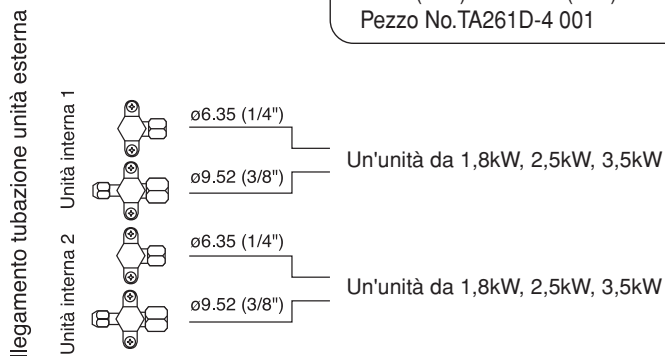 Pezzo No.TA261D-4 001
unità esterna
tubazione
Unità interna 1
ø6.35 (1/4")
ø9.52 (3/8")
Un'unità da 1,8kW, 2,5kW, 3,5kW
Unità interna 2
ø6.35 (1/4")
ø9.52 (3/8")
Un'unità da 1,8kW, 2,5kW, 3,5kW